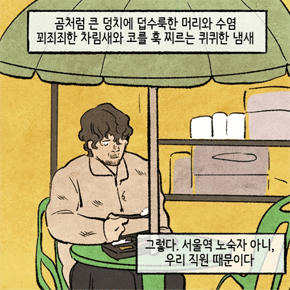 곰처럼 큰 덩치에 덥수룩한 머리와 수염
꾀죄죄한 차림새와 코를 훅 찌르는 퀴퀴한 냄새
그렇다. 서울역 노숙자 아니,
우리 직원 때문이다